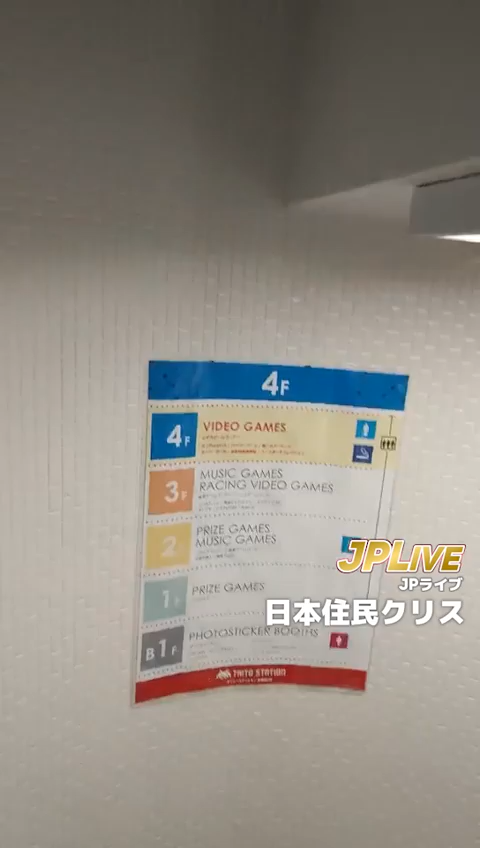 4F
4F
VIDEO GAMES
3F
MUSIC GAMES
RACING VIDEO GAMES
2
PRIZE GAMES
MUSIC GAMES
1F
PRIZE GAMES
B1F
PHOTOSTICKER BOOTHS
TAITO STATION
JPLIVE
JPライブ
日本住民クリス